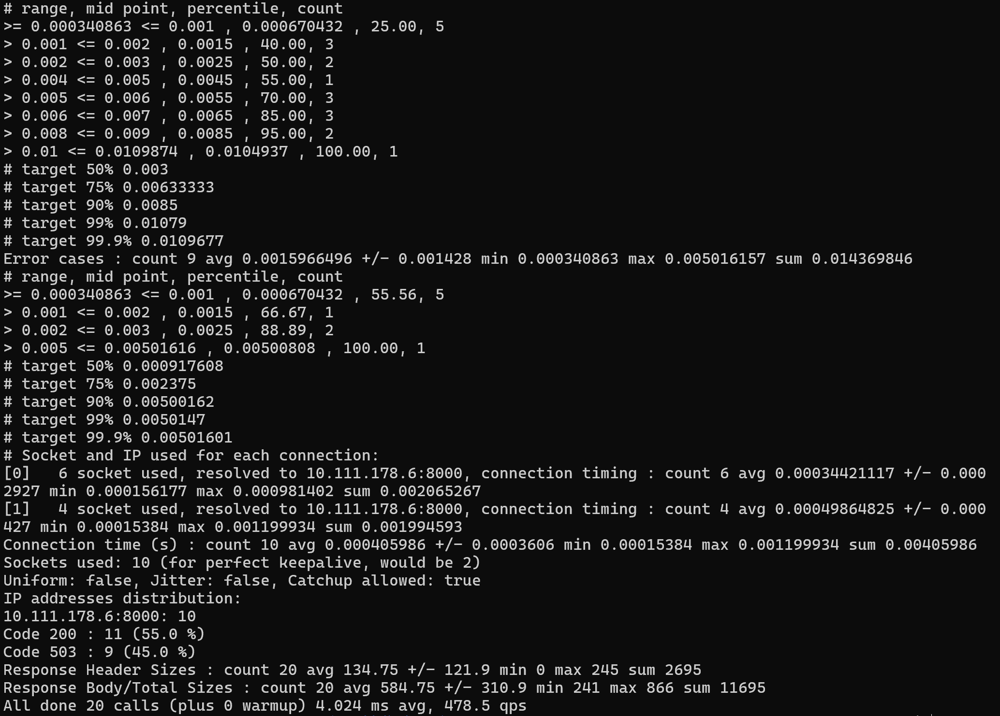 # range, mid point, percentile, count
>= 0.000340863 <= 0.001 , 0.000670432 , 25.00, 5
> 0.001 <= 0.002 , 0.0015 , 40.00, 3
> 0.002 <= 0.003 , 0.0025 , 50.00, 2
> 0.004 <= 0.005 , 0.0045 , 55.00, 1
> 0.005 <= 0.006 , 0.0055 , 70.00, 3
> 0.006 <= 0.007 , 0.0065 , 85.00, 3
> 0.008 <= 0.009 , 0.0085 , 95.00, 2
> 0.01 <= 0.0109874 , 0.0104937 , 100.00, 1
# target 50% 0.003
# target 75% 0.00633333
# target 90% 0.0085
# target 99% 0.01079
# target 99.9% 0.0109677
Error cases : count 9 avg 0.0015966496 +/- 0.001428 min 0.000340863 max 0.005016157 sum 0.014369846
# range, mid point, percentile, count
>= 0.000340863 <= 0.001 , 0.000670432 , 55.56, 5
> 0.001 <= 0.002 , 0.0015 , 66.67, 1
> 0.002 <= 0.003 , 0.0025 , 88.89, 2
> 0.005 <= 0.00501616 , 0.00500808 , 100.00, 1
# target 50% 0.000917608
# target 75% 0.002375
# target 90% 0.00500162
# target 99% 0.0050147
# target 99.9% 0.00501601
# Socket and IP used for each connection:
[0]   6 socket used, resolved to 10.111.178.6:8000, connection timing : count 6 avg 0.00034421117 +/- 0.000
2927 min 0.000156177 max 0.000981402 sum 0.002065267
[1]   4 socket used, resolved to 10.111.178.6:8000, connection timing : count 4 avg 0.00049864825 +/- 0.000
427 min 0.00015384 max 0.001199934 sum 0.001994593
Connection time (s) : count 10 avg 0.000405986 +/- 0.0003606 min 0.00015384 max 0.001199934 sum 0.00405986
Sockets used: 10 (for perfect keepalive, would be 2)
Uniform: false, Jitter: false, Catchup allowed: true
IP addresses distribution:
10.111.178.6:8000: 10
Code 200 : 11 (55.0 %)
Code 503 : 9 (45.0 %)
Response Header Sizes : count 20 avg 134.75 +/- 121.9 min 0 max 245 sum 2695
Response Body/Total Sizes : count 20 avg 584.75 +/- 310.9 min 241 max 866 sum 11695
All done 20 calls (plus 0 warmup) 4.024 ms avg, 478.5 qps